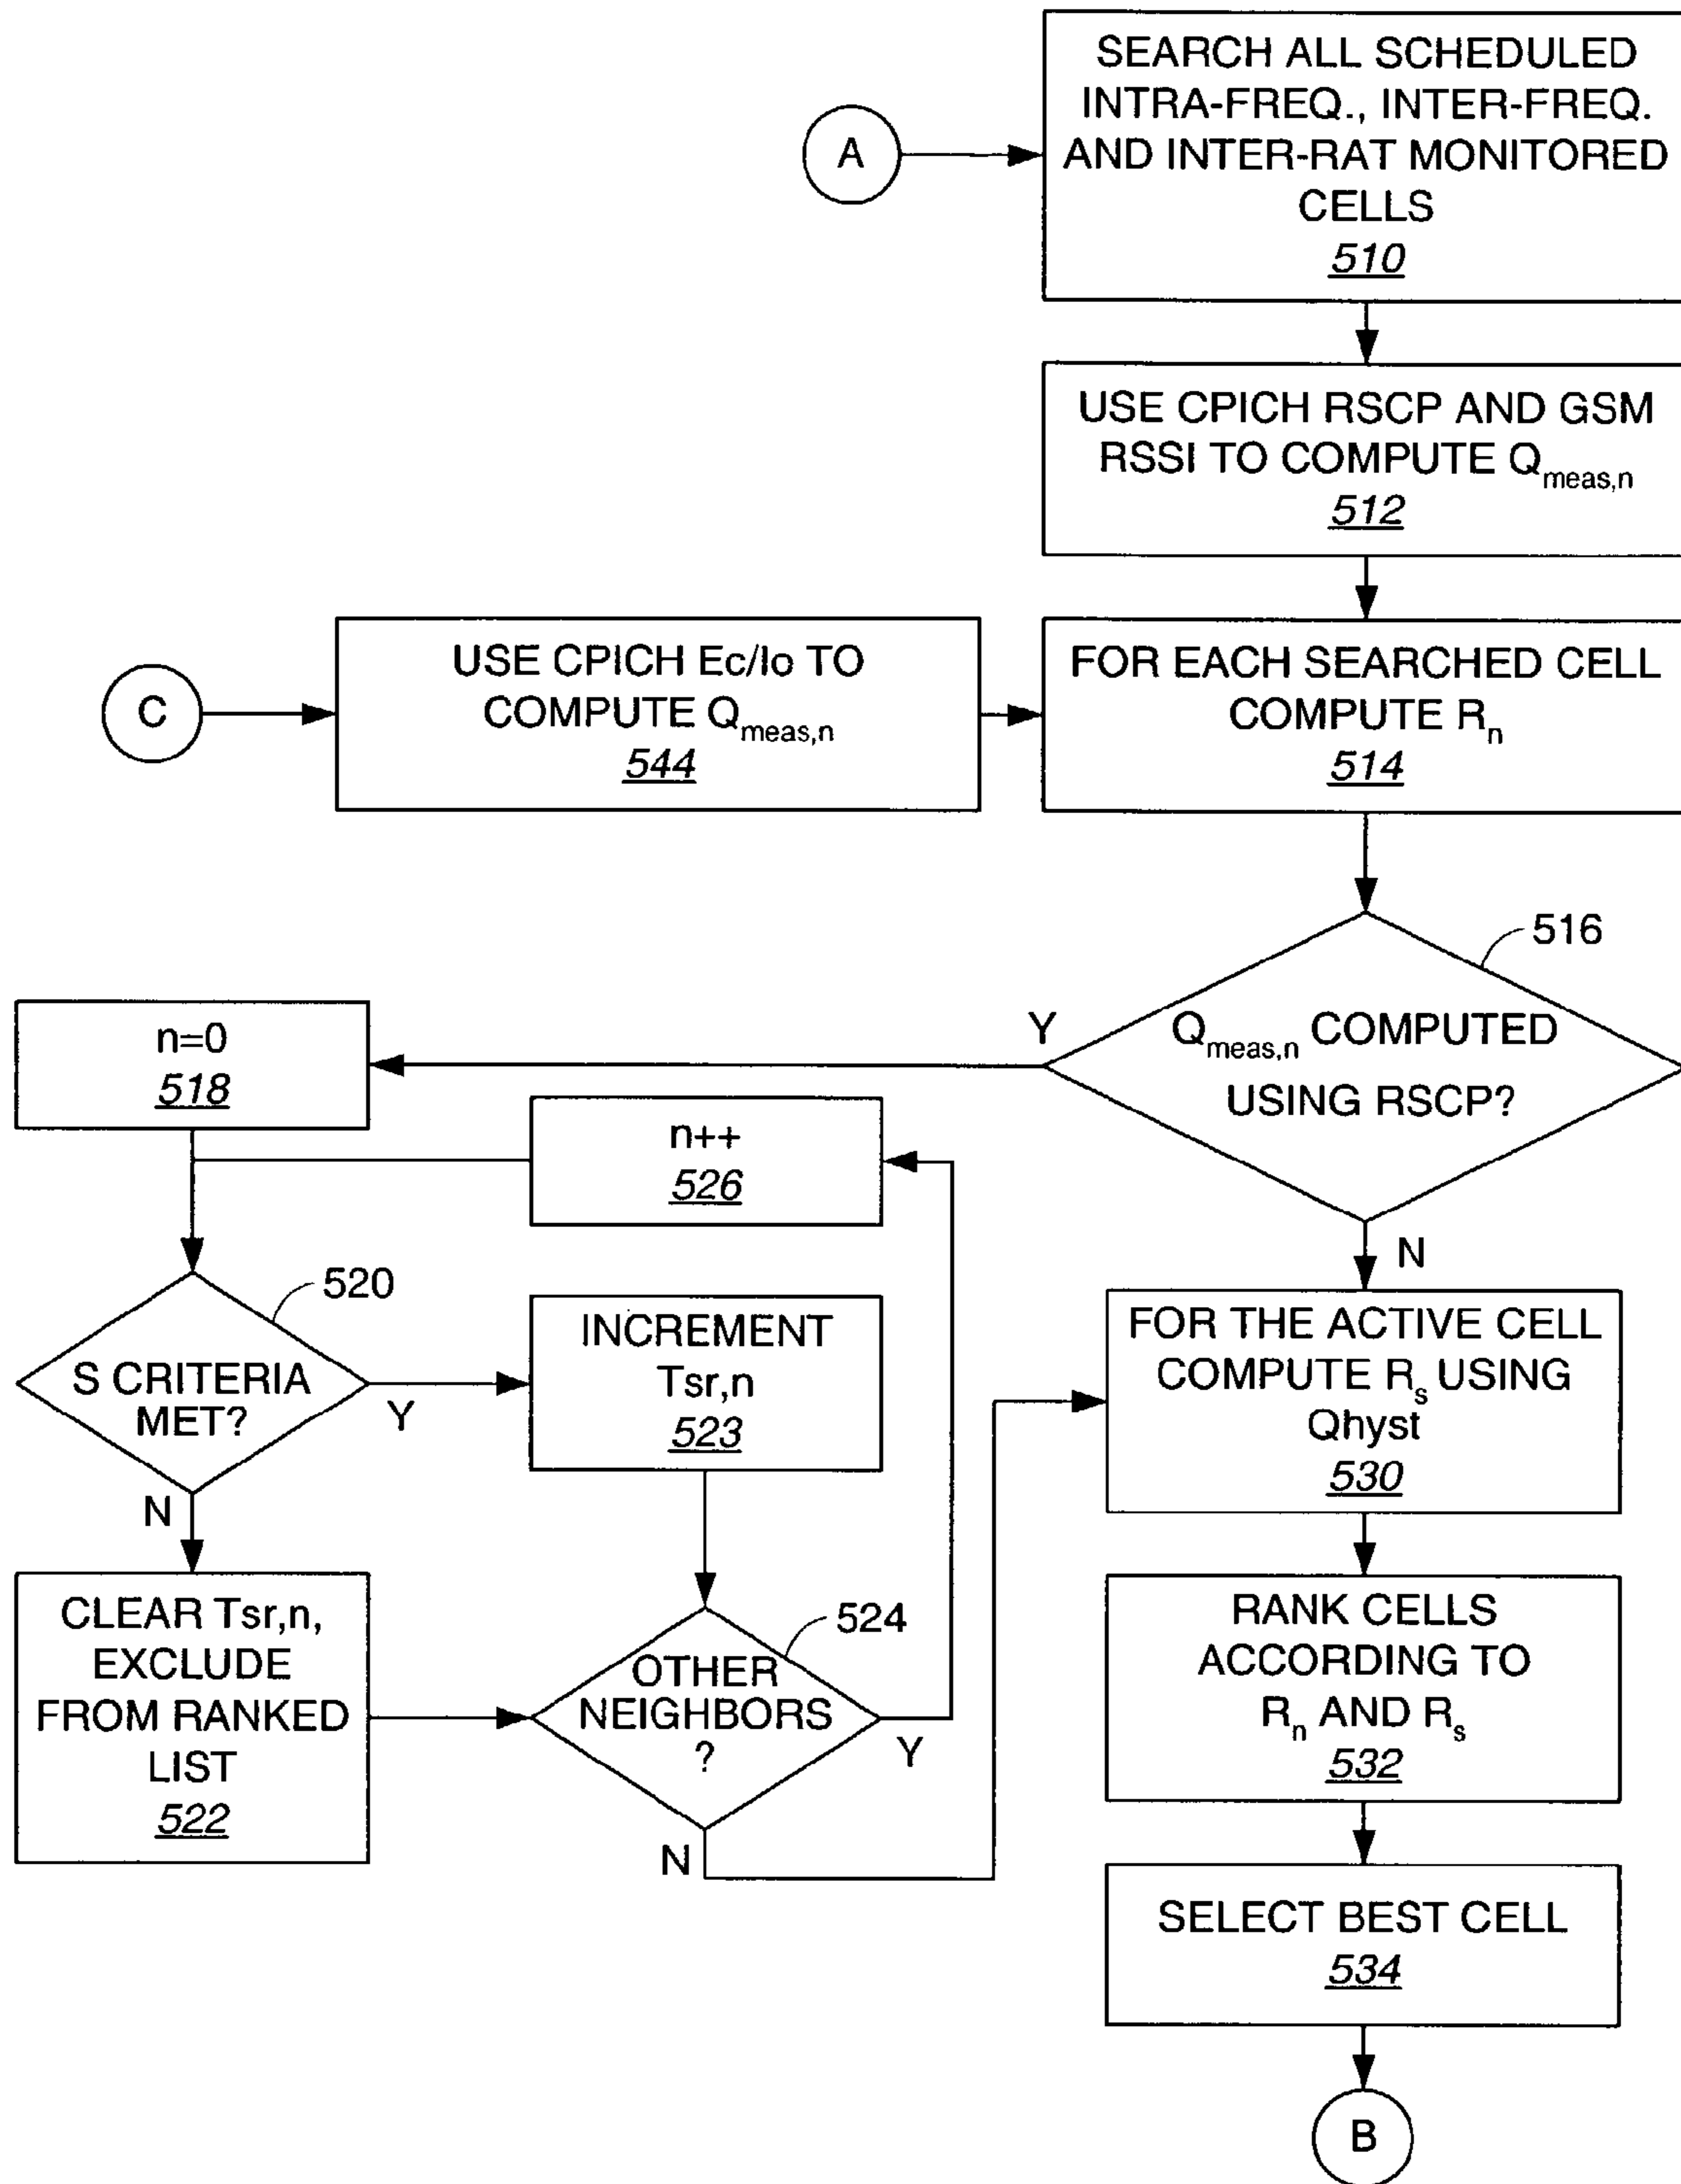 SEARCH ALL SCHEDULED
INTRA-FREQ., INTER-FREQ.
AND INTER-RAT MONITORED
CELLS
510
A
USE CPICH RSCP AND GSM
RSSI TO COMPUTE Qmeas,n
512
C
USE CPICH Ec/Io TO
COMPUTE Qmeas,n
544
FOR EACH SEARCHED CELL
COMPUTE Rn
514
516
Qmeas,n COMPUTED
USING RSCP?
Y
N
n=0
518
n++
526
520
S CRITERIA
MET?
Y
N
INCREMENT
Tsr,n
523
CLEAR Tsr,n,
EXCLUDE
FROM RANKED
LIST
522
524
OTHER
NEIGHBORS
?
Y
N
FOR THE ACTIVE CELL
COMPUTE Rs USING
Qhyst
530
RANK CELLS
ACCORDING TO
Rn AND Rs
532
SELECT BEST CELL
534
B